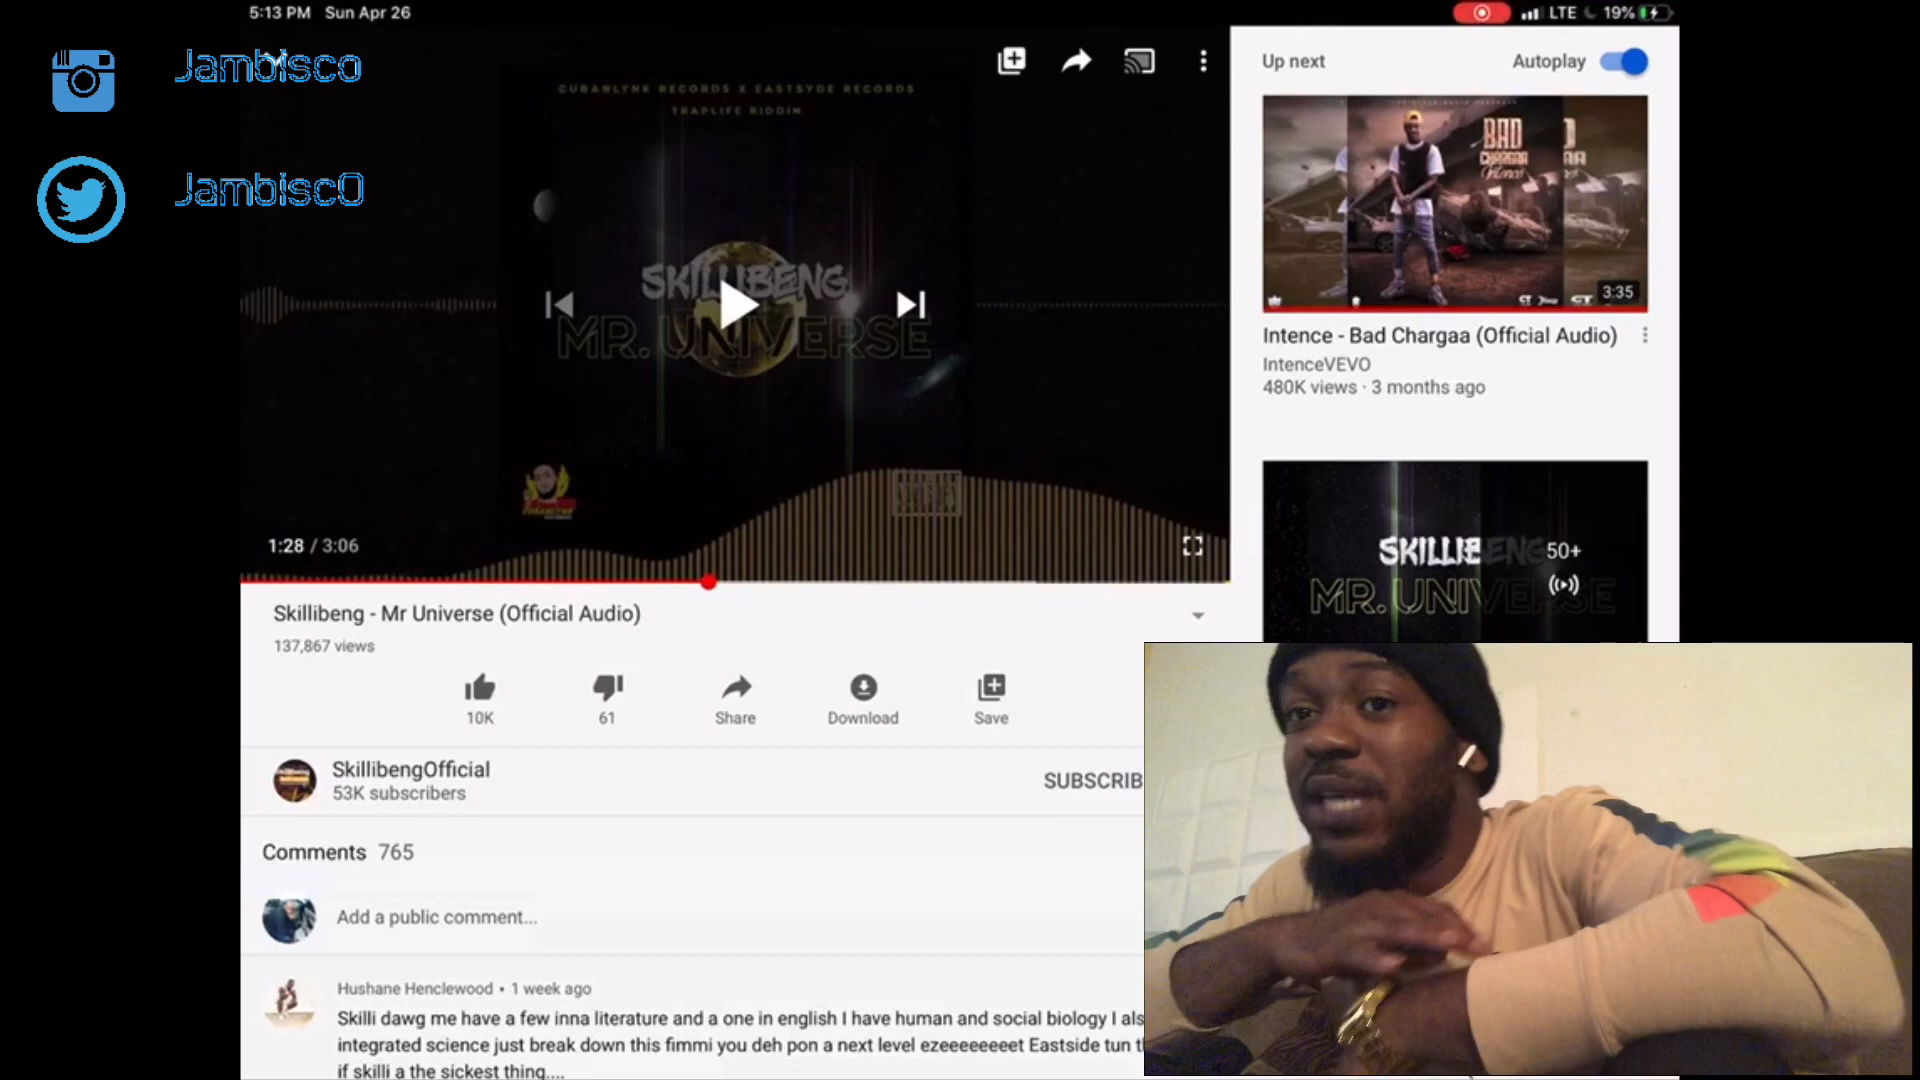 5:13 PM Sun Apr 26
LTE 19%
Jambisco
Jambisc0
CUBANLYNK RECORDS X EASTSYDE RECORDS
TRAPLIFE RIDDIM
SKILLIBENG
MR. UNIVERSE
1:28 / 3:06
Skillibeng - Mr Universe (Official Audio)
137,867 views
10K
61
Share
Download
Save
SkillibengOfficial
53K subscribers
SUBSCRIB
Comments 765
Add a public comment...
Hushane Henclewood • 1 week ago
Skilli dawg me have a few inna literature and a one in english I have human and social biology I als
integrated science just break down this fimmi you deh pon a next level ezeeeeeeeet Eastside tun t
if skilli a the sickest thing....
Up next
Autoplay
BAD
CHARGAA
Intence
3:35
Intence - Bad Chargaa (Official Audio)
IntenceVEVO
480K views · 3 months ago
SKILLIBENG
MR. UNIVERSE
50+